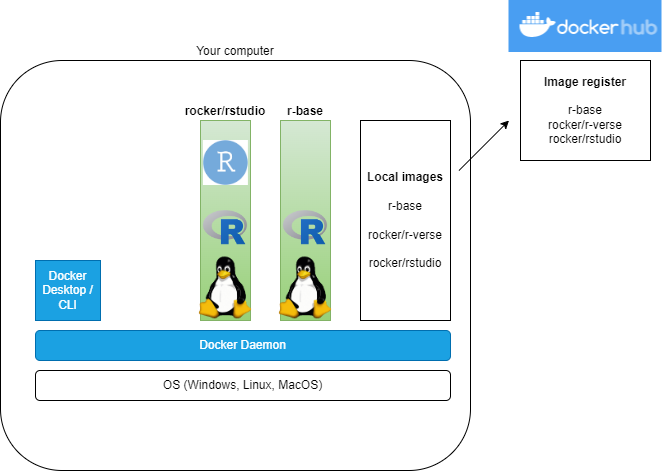 dockerhub
Your computer
Image register
r-base
rocker/r-verse
rocker/rstudio
rocker/rstudio
r-base
R
R
R
Local images
r-base
rocker/r-verse
rocker/rstudio
Docker
Desktop /
CLI
Docker Daemon
OS (Windows, Linux, MacOS)